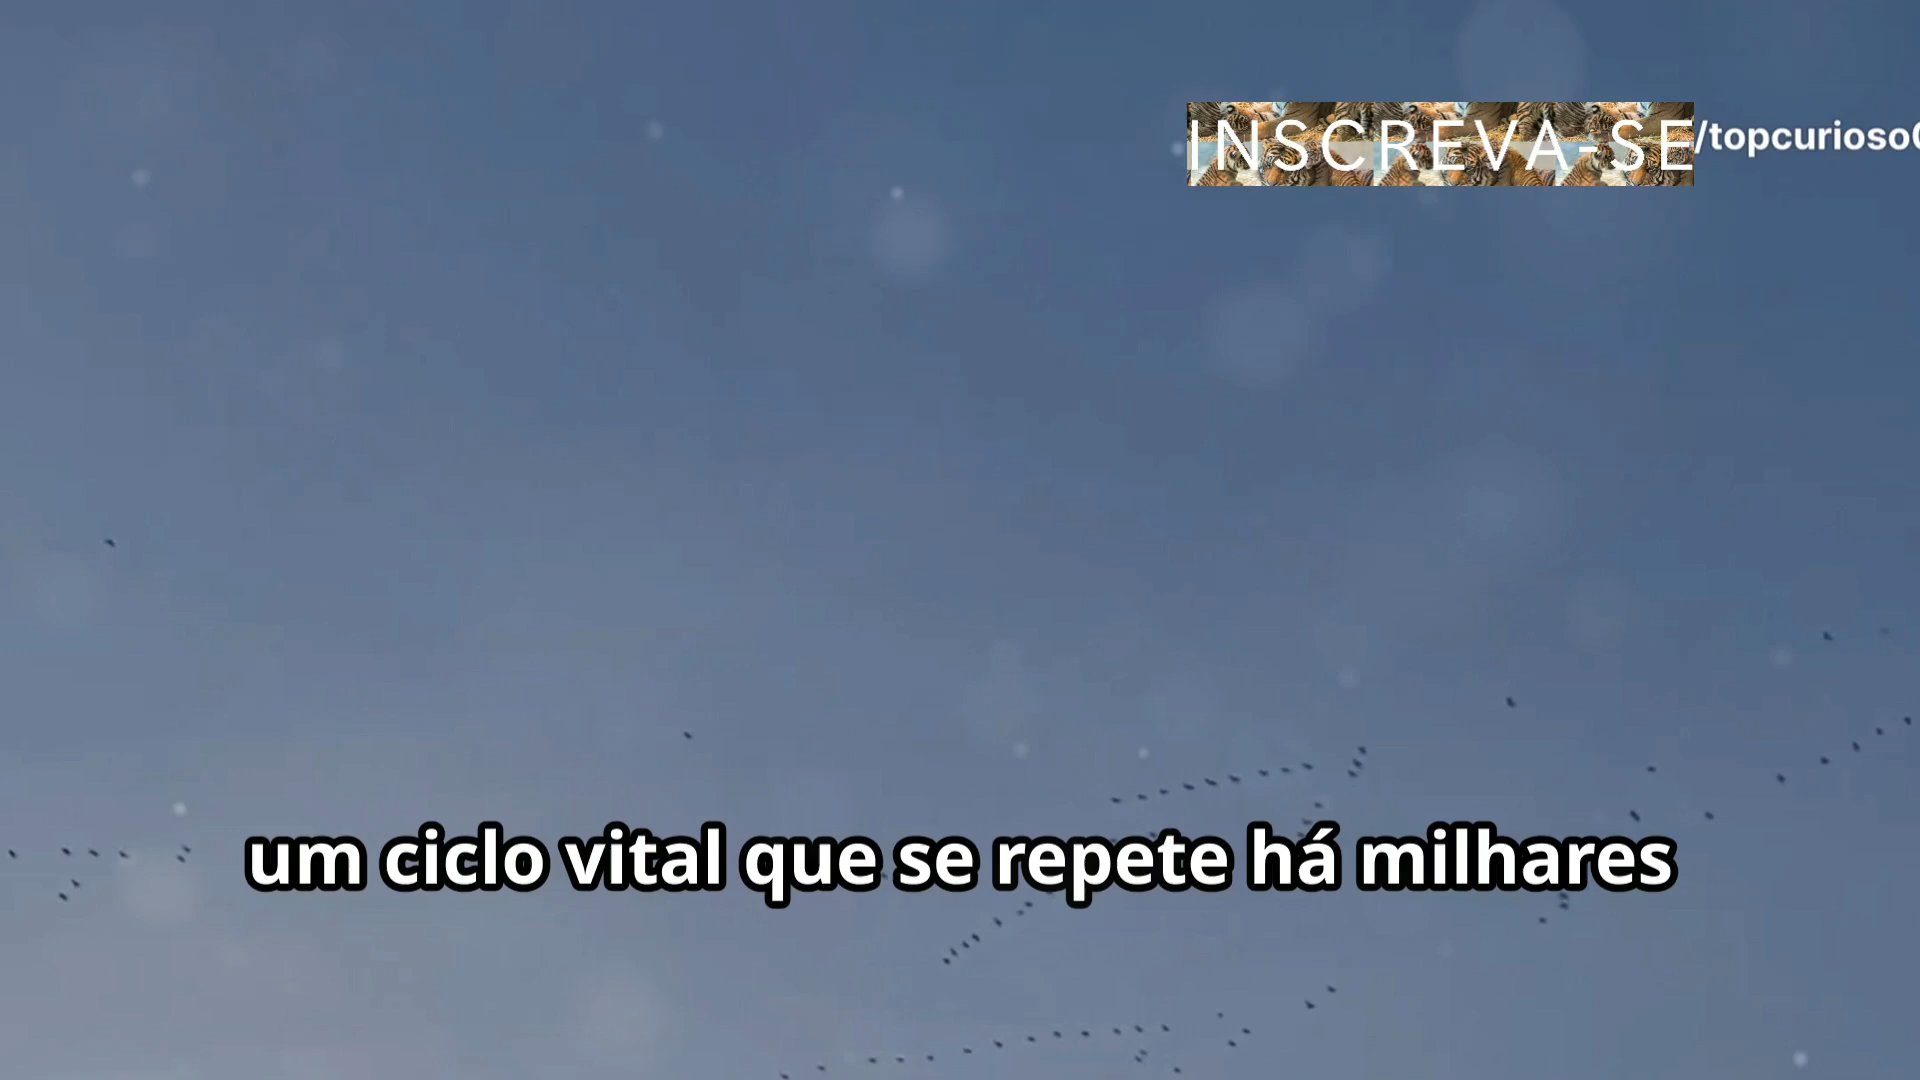 INSCREVA-SE
/topcurioso
um ciclo vital que se repete há milhares